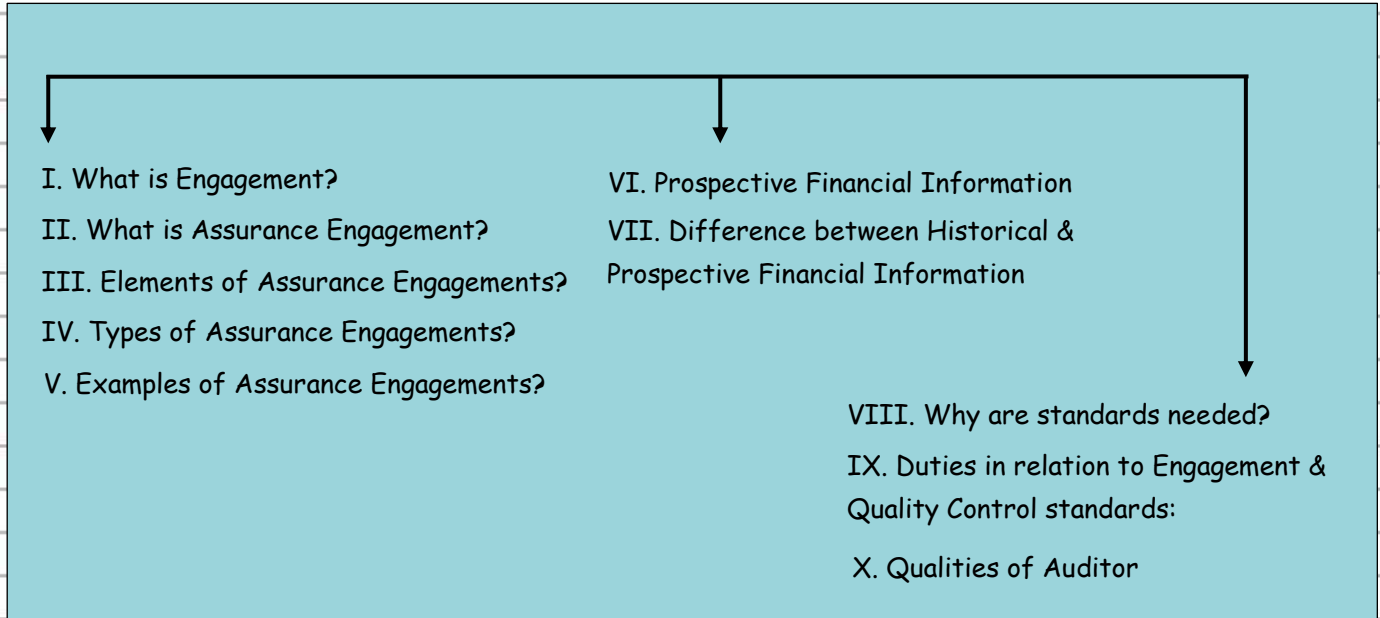 I. What is Engagement?
II. What is Assurance Engagement?
III. Elements of Assurance Engagements?
IV. Types of Assurance Engagements?
V. Examples of Assurance Engagements?
VI. Prospective Financial Information
VII. Difference between Historical &
Prospective Financial Information
VIII. Why are standards needed?
IX. Duties in relation to Engagement &
Quality Control standards:
X. Qualities of Auditor